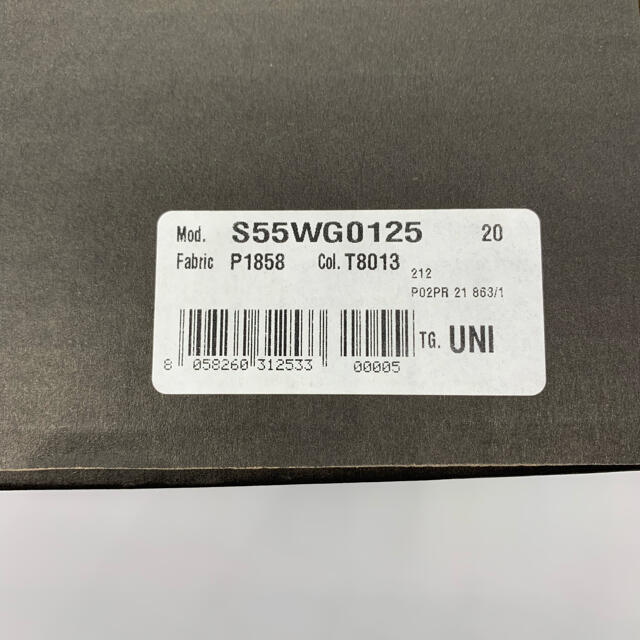 Mod. S55WG0125 20
Fabric P1858 Col. T8013
212
P02PR 21 863/1
TG. UNI
8 058260 312533 00005